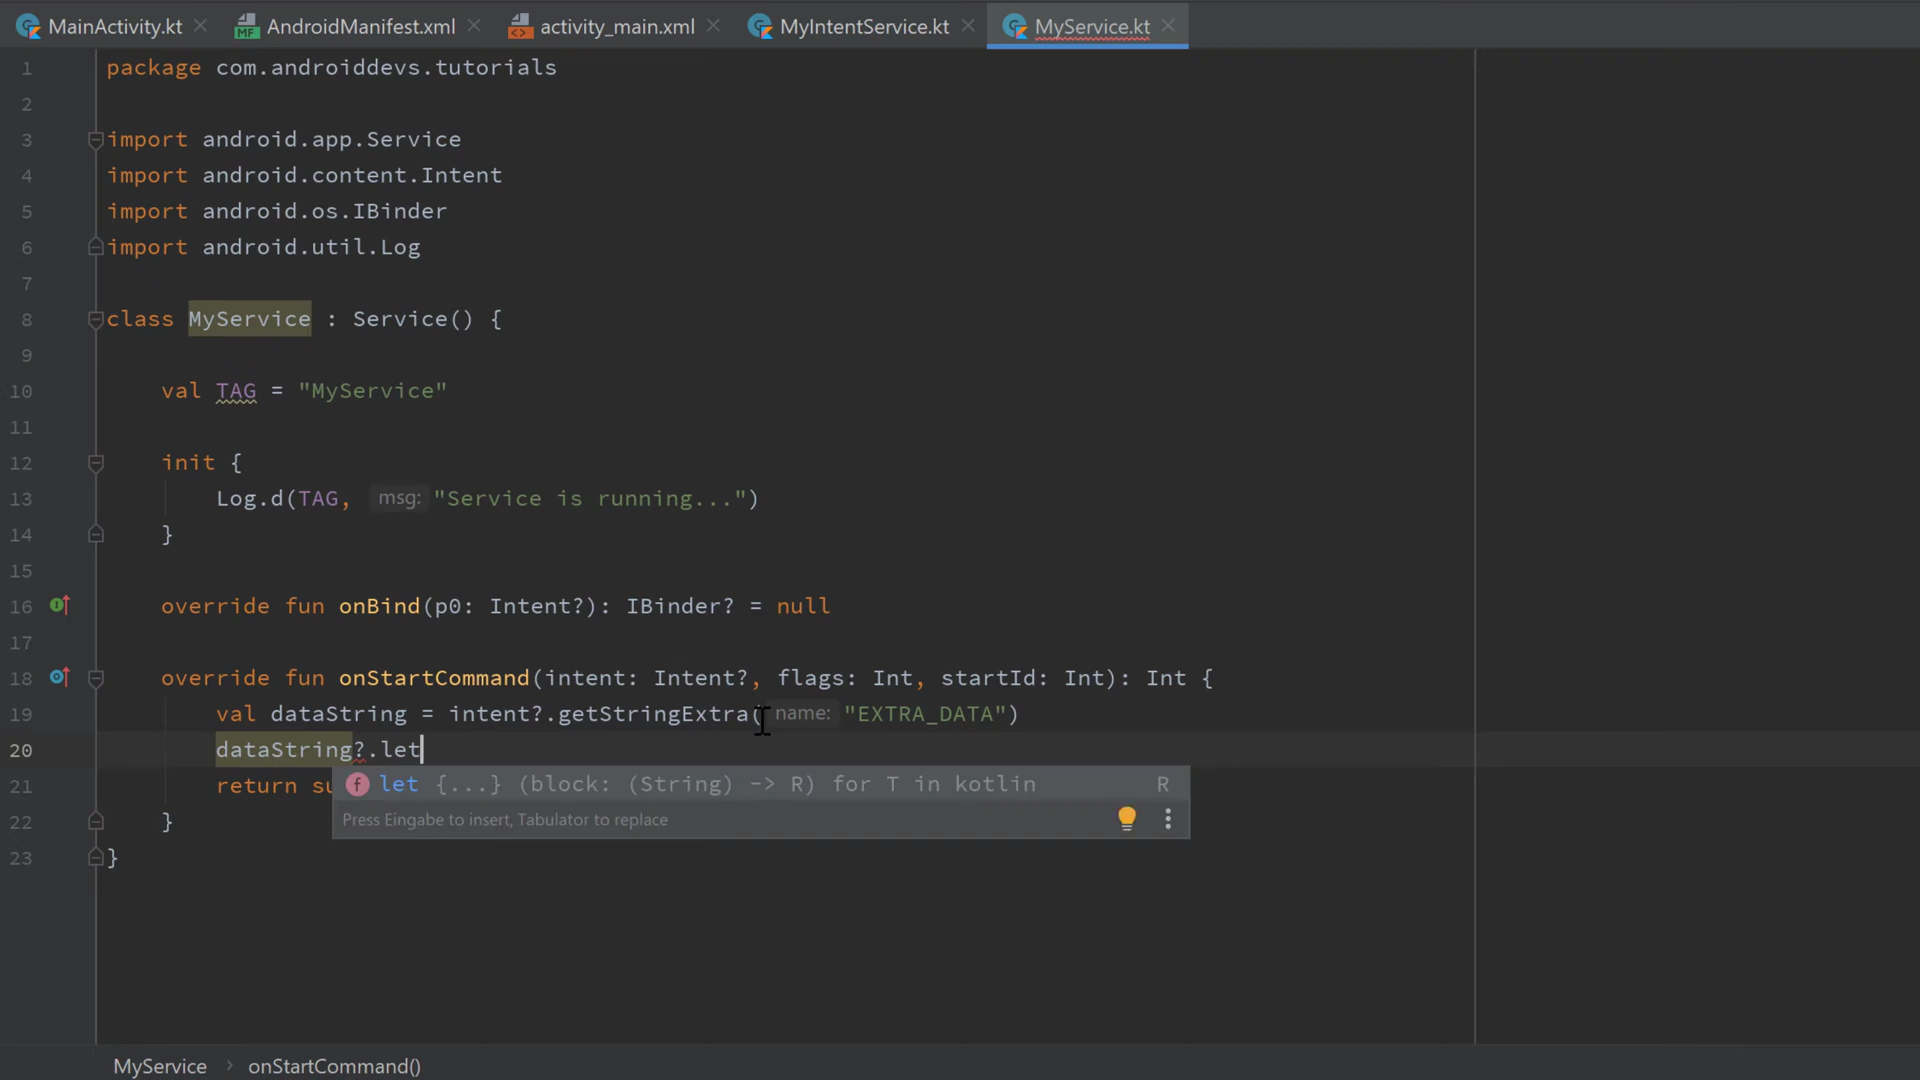 MainActivity.kt AndroidManifest.xml activity_main.xml MyIntentService.kt MyService.kt
1 package com.androiddevs.tutorials
2
3 import android.app.Service
4 import android.content.Intent
5 import android.os.IBinder
6 import android.util.Log
7
8 class MyService : Service() {
9
10 val TAG = "MyService"
11
12 init {
13 Log.d(TAG, msg: "Service is running...")
14 }
15
16 override fun onBind(p0: Intent?): IBinder? = null
17
18 override fun onStartCommand(intent: Intent?, flags: Int, startId: Int): Int {
19 val dataString = intent?.getStringExtra( name: "EXTRA_DATA")
20 dataString?.let
let {...} (block: (String) -> R) for T in kotlin R
21 return su
Press Eingabe to insert, Tabulator to replace
22 }
23 }
MyService › onStartCommand()